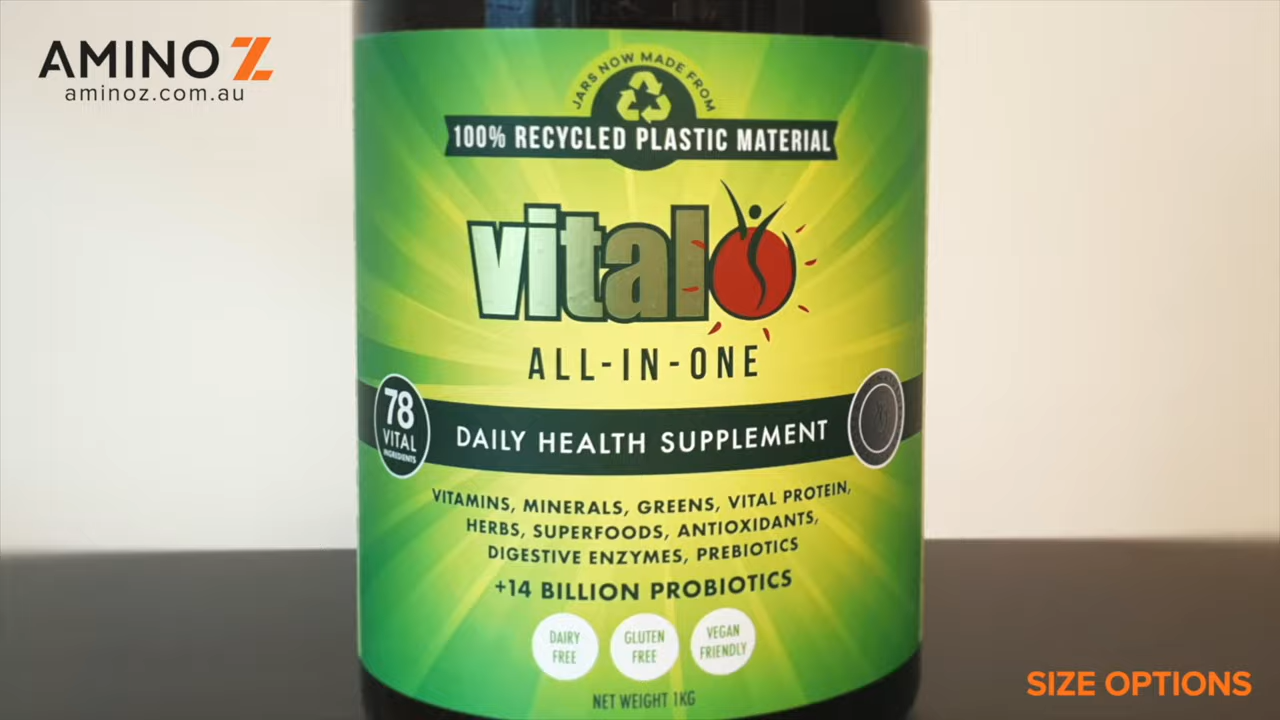 AMINO Z
aminoz.com.au
JARS NOW MADE FROM
100% RECYCLED PLASTIC MATERIAL
vital
ALL-IN-ONE
78
VITAL
INGREDIENTS
DAILY HEALTH SUPPLEMENT
VITAMINS, MINERALS, GREENS, VITAL PROTEIN,
HERBS, SUPERFOODS, ANTIOXIDANTS,
DIGESTIVE ENZYMES, PREBIOTICS
+14 BILLION PROBIOTICS
DAIRY
FREE
GLUTEN
FREE
VEGAN
FRIENDLY
NET WEIGHT 1KG
SIZE OPTIONS